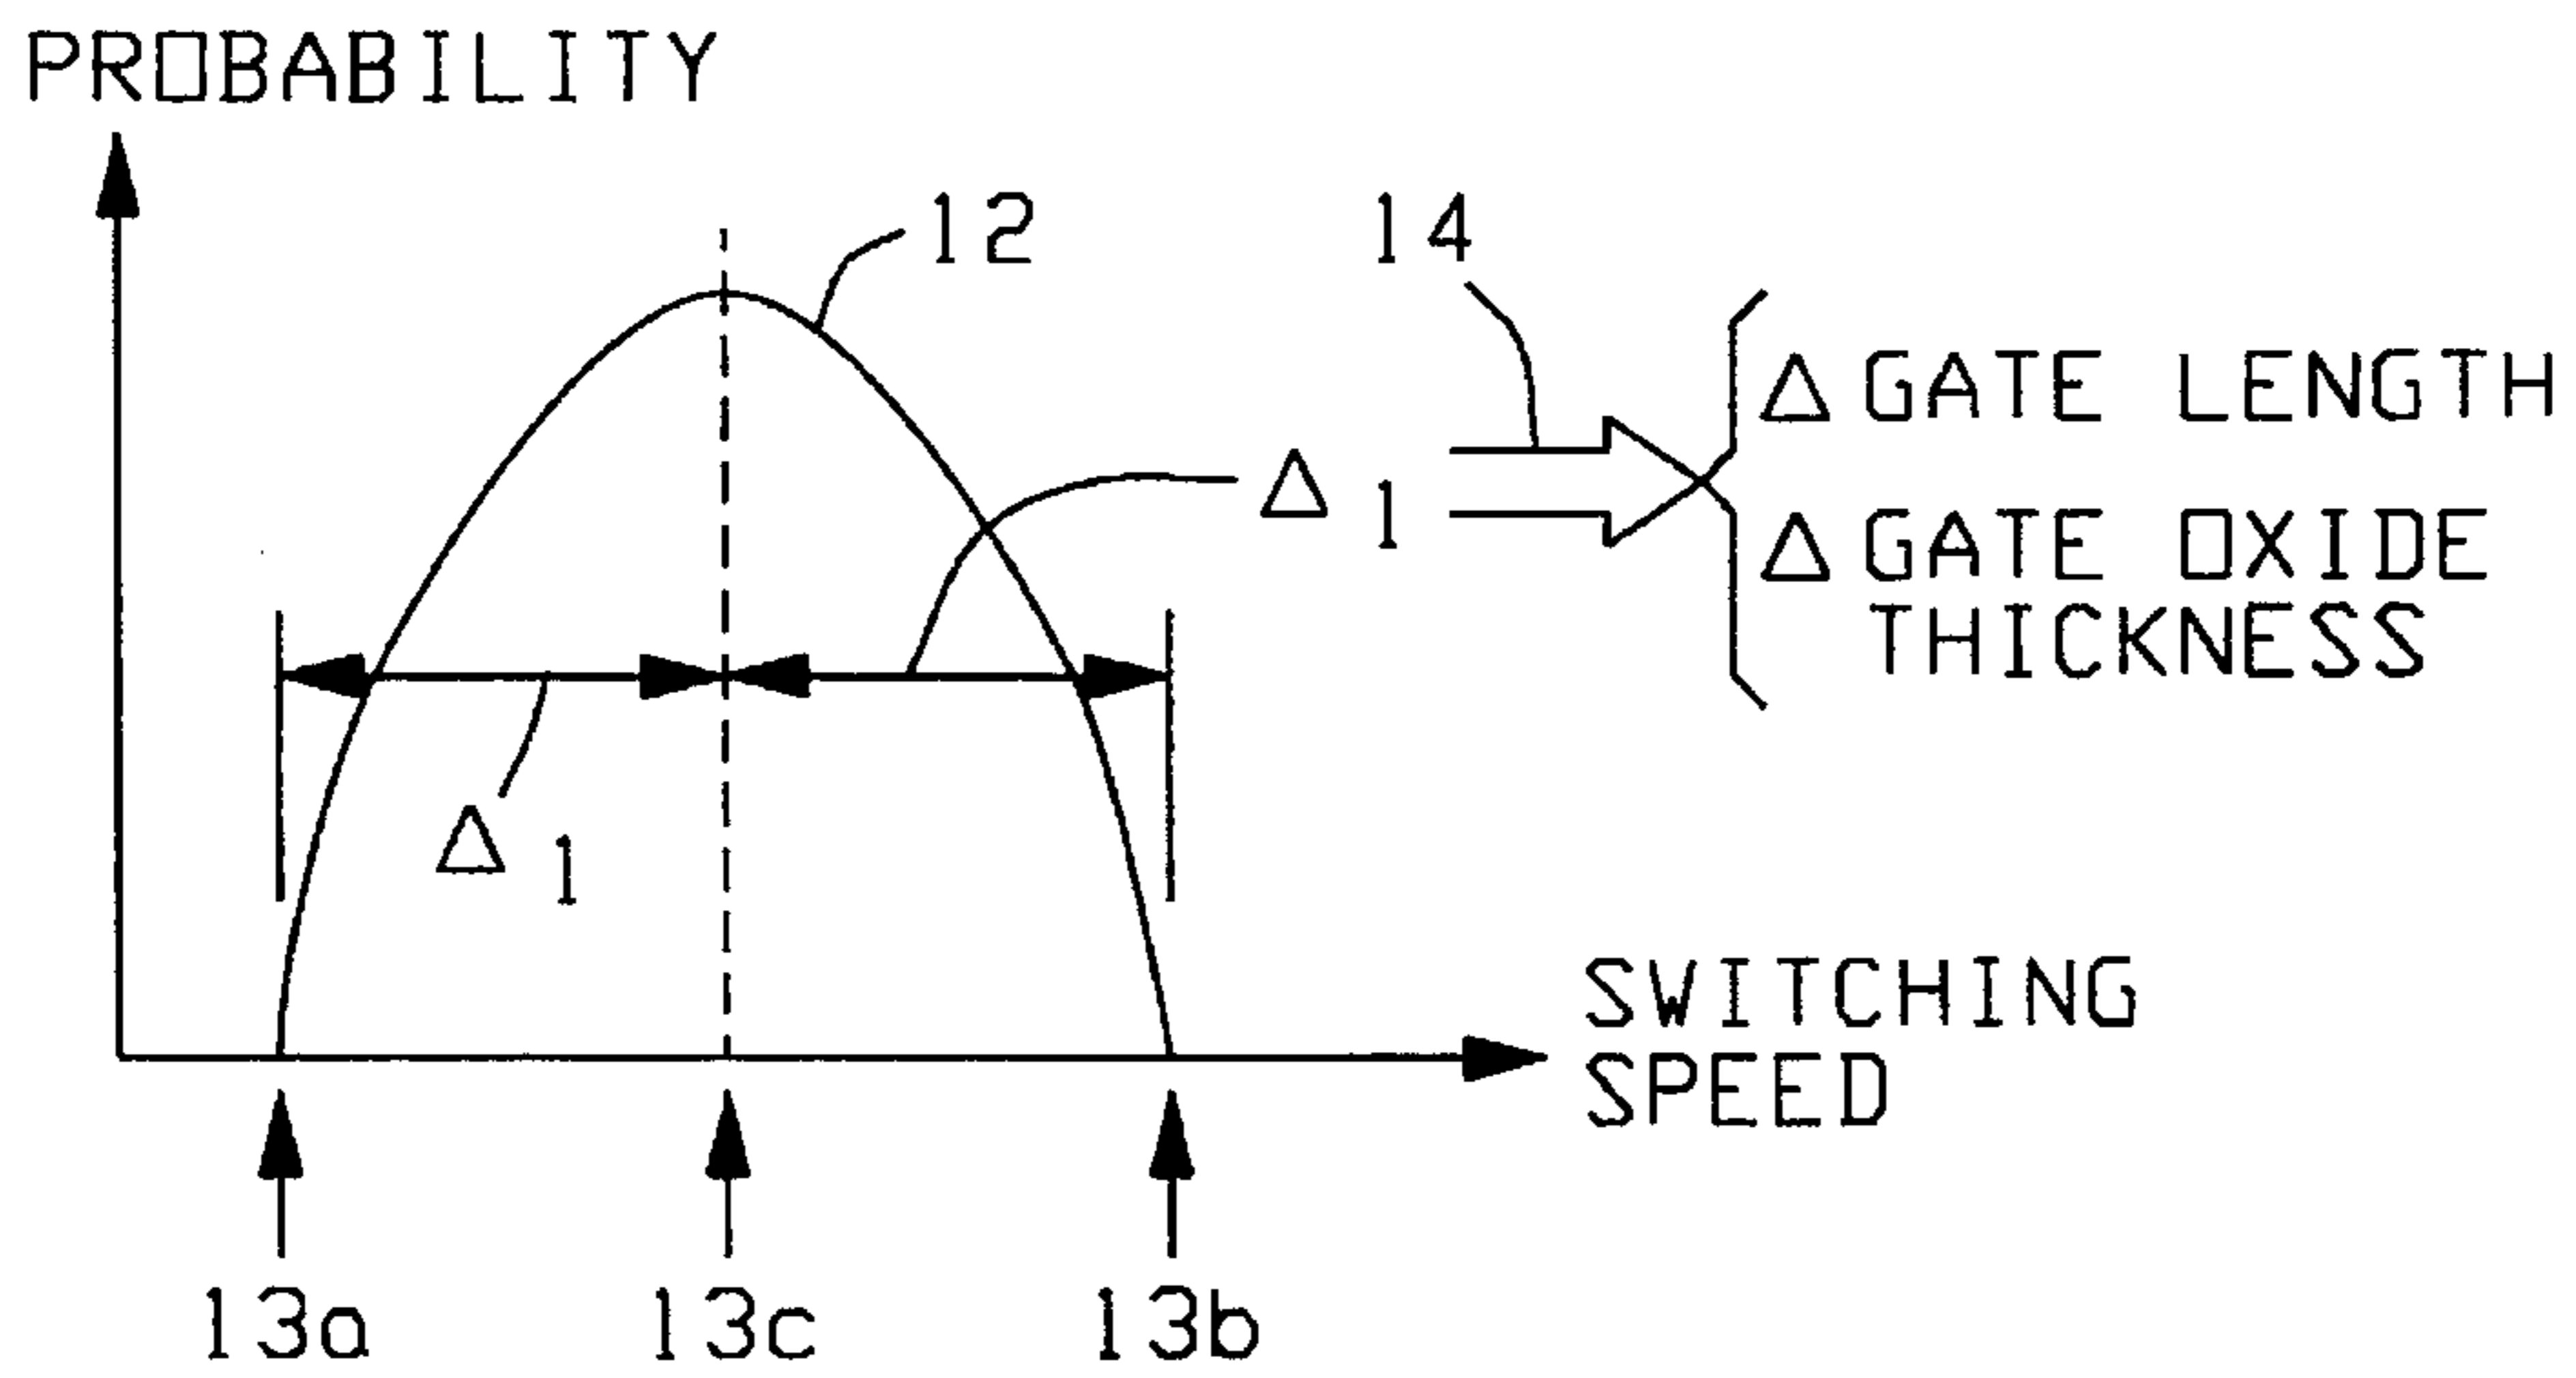 PROBABILITY
12
14
Δ GATE LENGTH
Δ 1
Δ GATE OXIDE
THICKNESS
Δ 1
SWITCHING
SPEED
13a 13c 13b